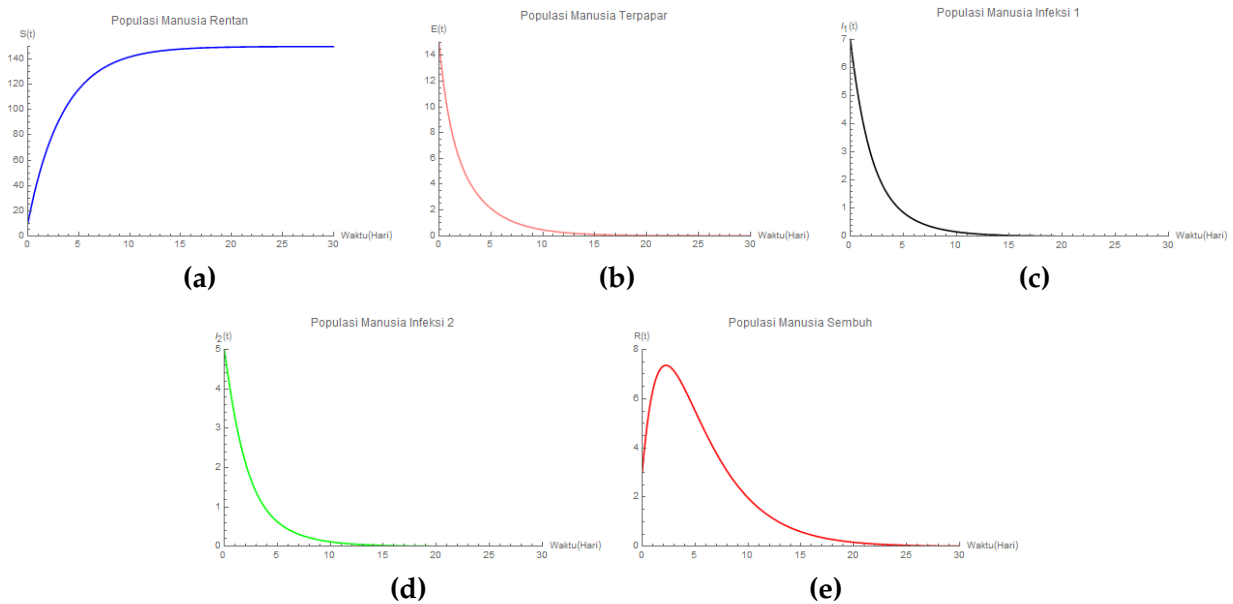 Populasi Manusia Rentan
S(t)
140
120
100
80
60
40
20
0 5 10 15 20 25 30 Waktu(Hari)
(a)
Populasi Manusia Terpapar
E(t)
14
12
10
8
6
4
2
0
0 5 10 15 20 25 30 Waktu(Hari)
(b)
Populasi Manusia Infeksi 1
I1(t)
7
6
5
4
3
2
1
0
0 5 10 15 20 25 30 Waktu(Hari)
(c)
Populasi Manusia Infeksi 2
I2(t)
5
4
3
2
1
0
0 5 10 15 20 25 30 Waktu(Hari)
(d)
Populasi Manusia Sembuh
R(t)
8
6
4
2
0
0 5 10 15 20 25 30 Waktu(Hari)
(e)